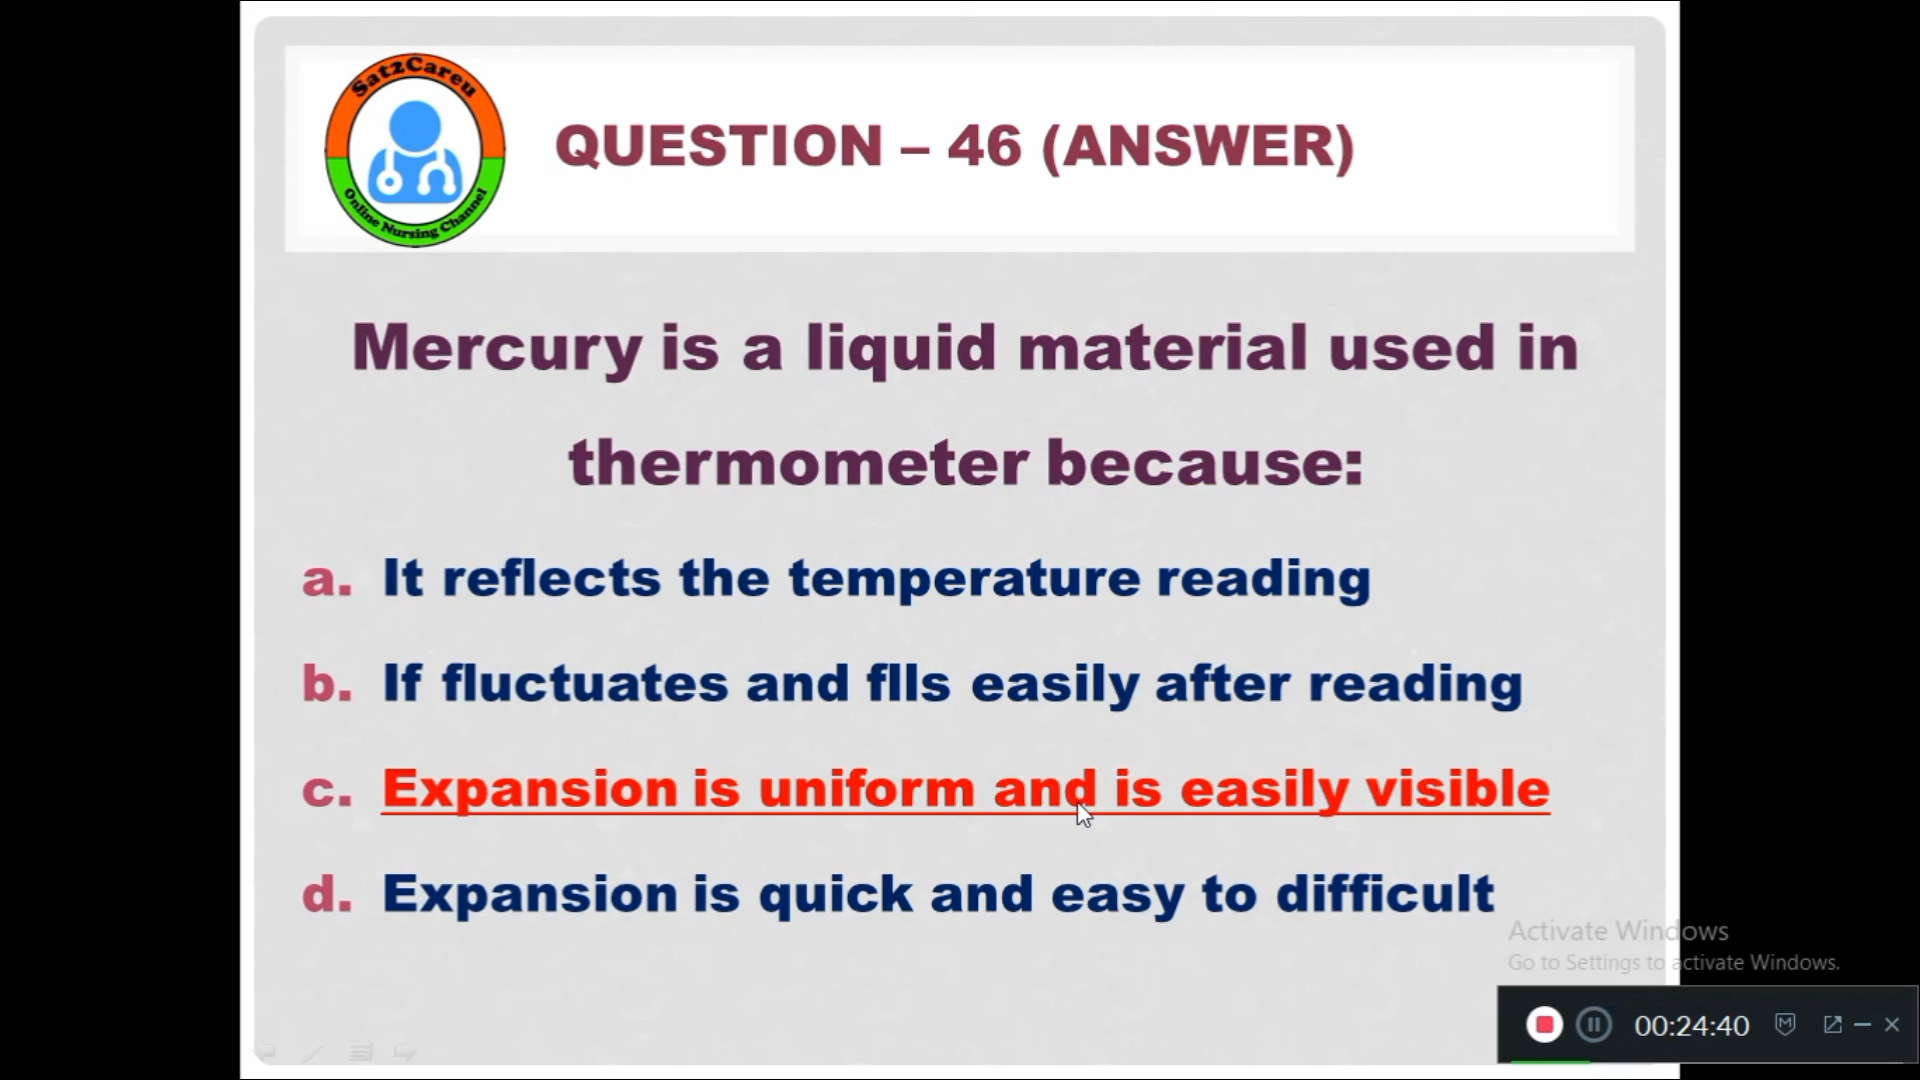 Sat2Careu
Online Nursing Channel
QUESTION – 46 (ANSWER)
Mercury is a liquid material used in
thermometer because:
a. It reflects the temperature reading
b. If fluctuates and flls easily after reading
c. Expansion is uniform and is easily visible
d. Expansion is quick and easy to difficult
Activate Windows
Go to Settings to activate Windows.
00:24:40